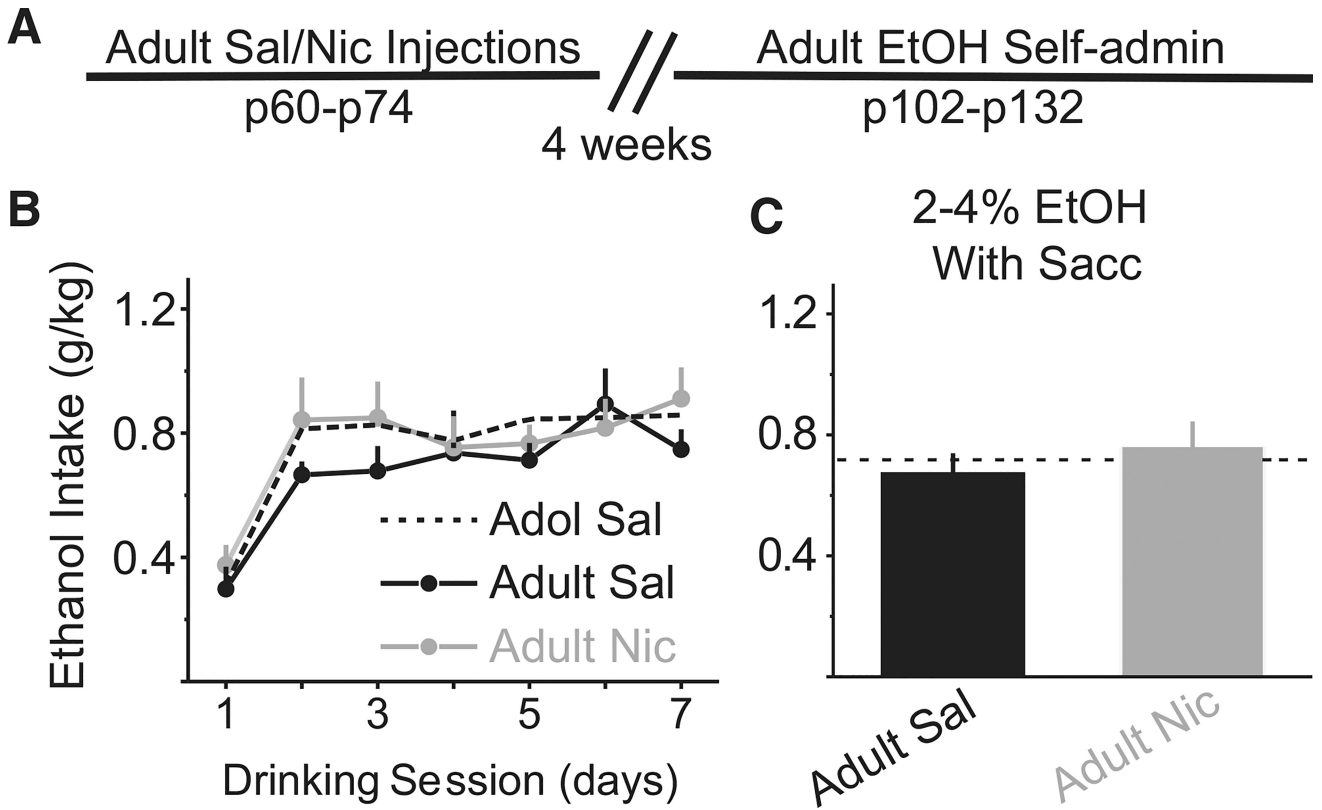 A
Adult Sal/Nic Injections
Adult EtOH Self-admin
p60-p74
p102-p132
4 weeks
B
Ethanol Intake (g/kg)
1.2
0.8
0.4
Adol Sal
Adult Sal
Adult Nic
1
3
5
7
Drinking Session (days)
C
2-4% EtOH
With Sacc
1.2
0.8
0.4
Adult Sal
Adult Nic